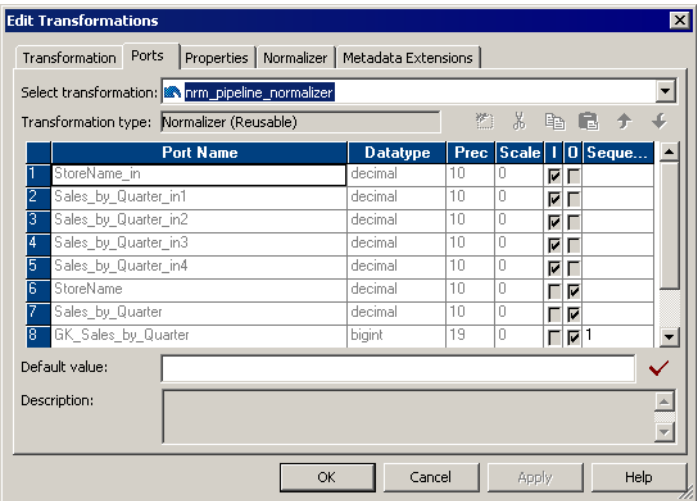 Edit Transformations
Transformation Ports Properties Normalizer Metadata Extensions
Select transformation: nrm_pipeline_normalizer
Transformation type: Normalizer (Reusable)
Port Name Datatype Prec Scale I O Seque...
1 StoreName_in decimal 10 0
2 Sales_by_Quarter_in1 decimal 10 0
3 Sales_by_Quarter_in2 decimal 10 0
4 Sales_by_Quarter_in3 decimal 10 0
5 Sales_by_Quarter_in4 decimal 10 0
6 StoreName decimal 10 0
7 Sales_by_Quarter decimal 10 0
8 GK_Sales_by_Quarter bigint 19 0 1
Default value:
Description:
OK Cancel Apply Help